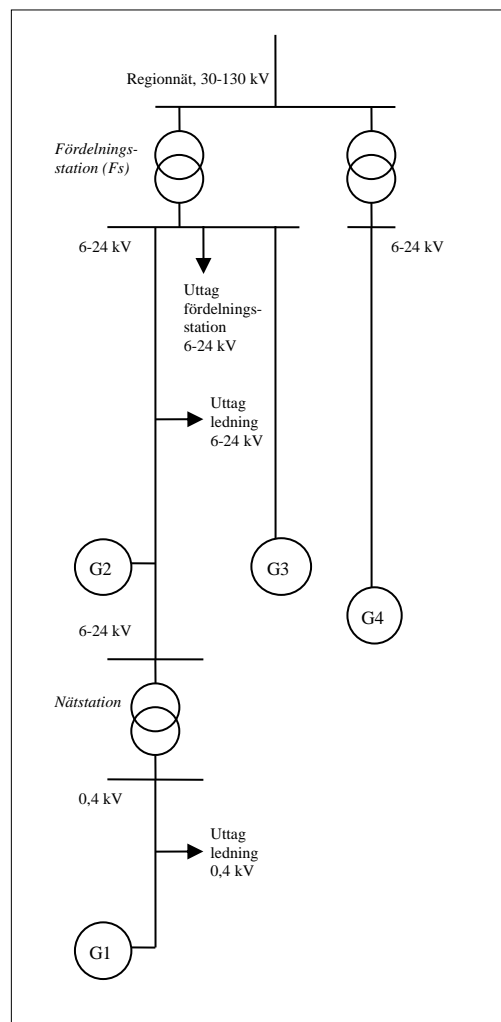 Regionnät, 30-130 kV
Fördelnings-
station (Fs)
6-24 kV
6-24 kV
Uttag
fördelnings-
station
6-24 kV
Uttag
ledning
6-24 kV
G2
G3
G4
6-24 kV
Nätstation
0,4 kV
Uttag
ledning
0,4 kV
G1